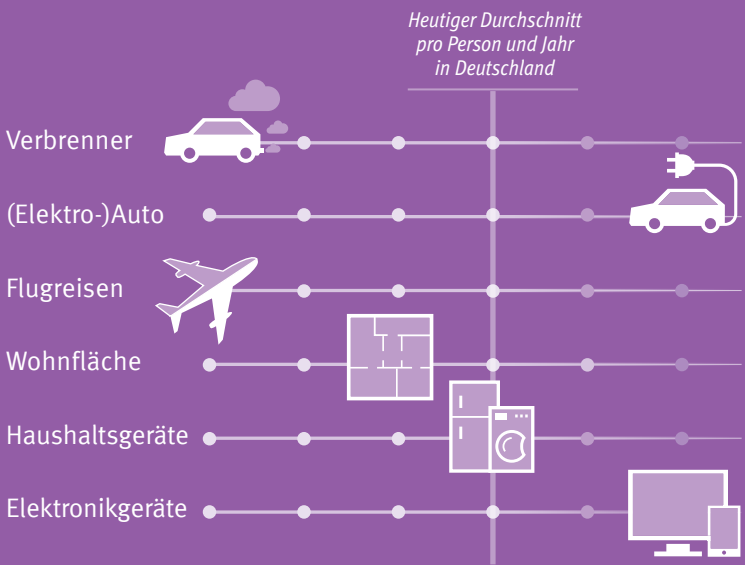 Heutiger Durchschnitt
pro Person und Jahr
in Deutschland
Verbrenner
(Elektro-)Auto
Flugreisen
Wohnfläche
Haushaltsgeräte
Elektronikgeräte